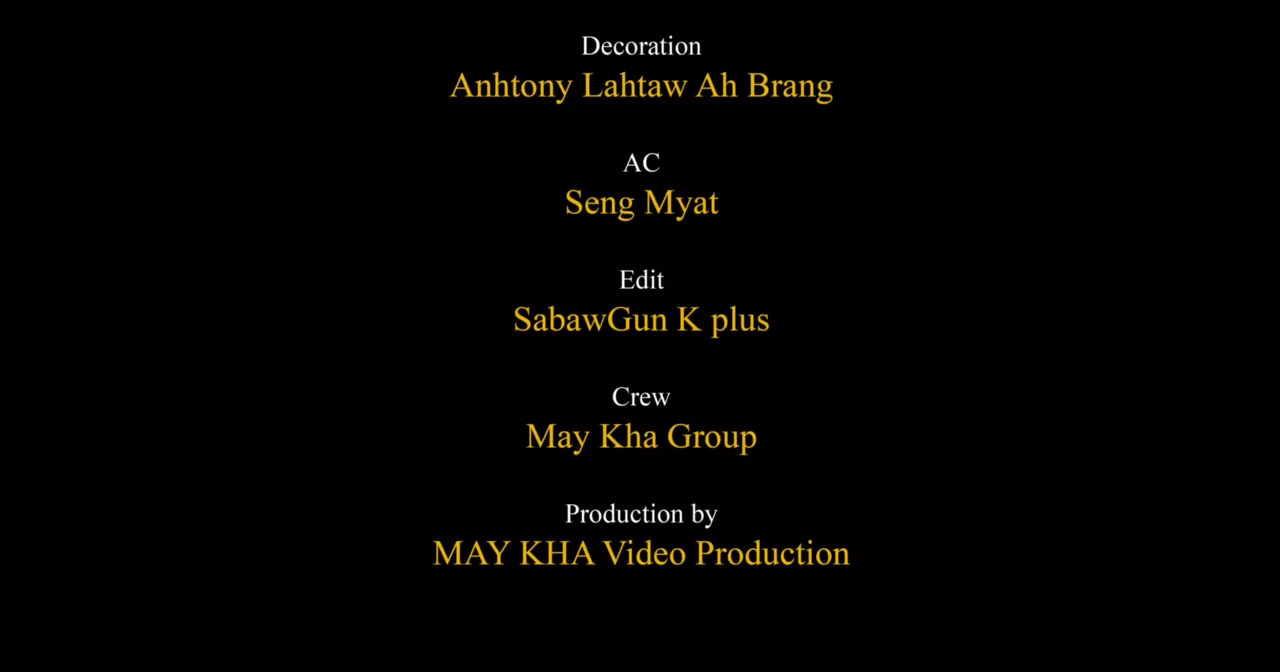 Decoration
Anhtony Lahtaw Ah Brang
AC
Seng Myat
Edit
SabawGun K plus
Crew
May Kha Group
Production by
MAY KHA Video Production